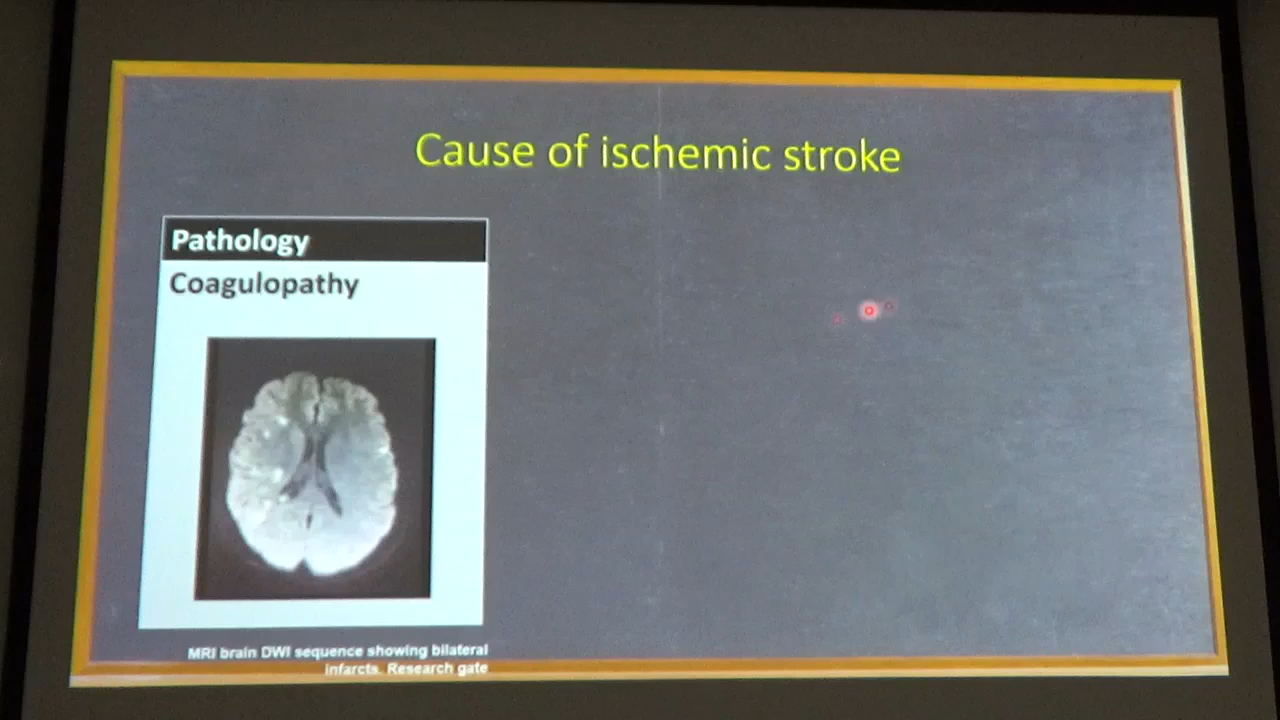 Cause of ischemic stroke
Pathology
Coagulopathy
MRI brain DWI sequence showing bilateral
infarcts. Research gate